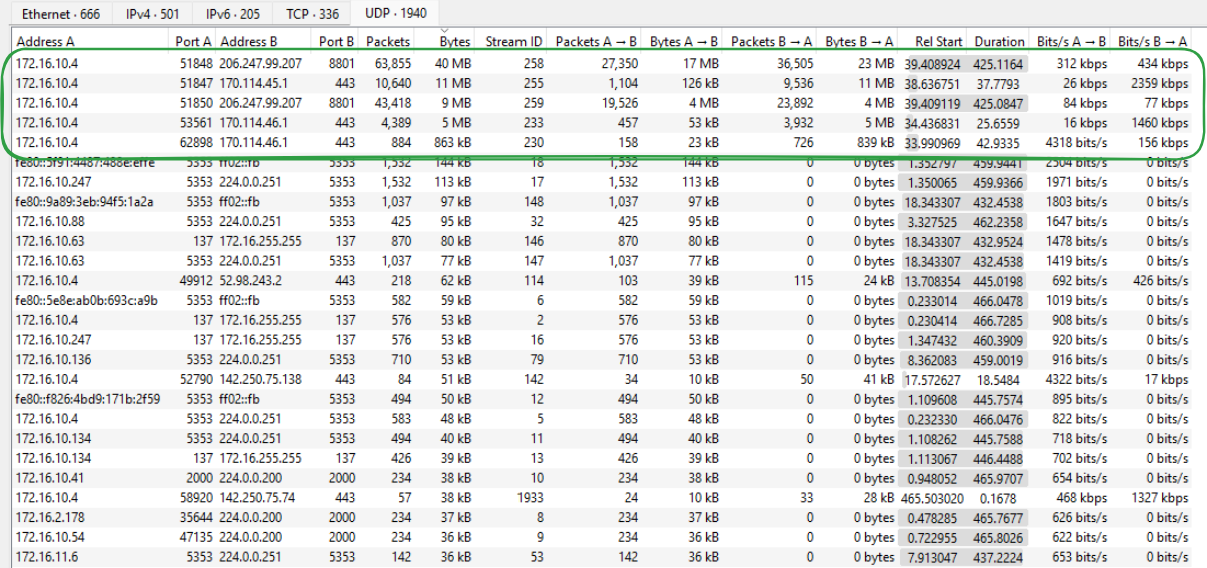 Ethernet · 666 IPv4 · 501 IPv6 · 205 TCP · 336 UDP · 1940
Address A Port A Address B Port B Packets Bytes Stream ID Packets A → B Bytes A → B Packets B → A Bytes B → A Rel Start Duration Bits/s A → B Bits/s B → A
172.16.10.4 51848 206.247.99.207 8801 63,855 40 MB 258 27,350 17 MB 36,505 23 MB 39.408924 425.1164 312 kbps 434 kbps
172.16.10.4 51847 170.114.45.1 443 10,640 11 MB 255 1,104 126 kB 9,536 11 MB 38.636751 37.7793 26 kbps 2359 kbps
172.16.10.4 51850 206.247.99.207 8801 43,418 9 MB 259 19,526 4 MB 23,892 4 MB 39.409119 425.0847 84 kbps 77 kbps
172.16.10.4 53561 170.114.46.1 443 4,389 5 MB 233 457 53 kB 3,932 5 MB 34.436831 25.6559 16 kbps 1460 kbps
172.16.10.4 62898 170.114.46.1 443 884 863 kB 230 158 23 kB 726 839 kB 33.990969 42.9335 4318 bits/s 156 kbps
fe80::5f91:4487:488e:effe 5353 ff02::fb 5353 1,532 144 kB 18 1,532 144 kB 0 0 bytes 1.352797 459.9441 2504 bits/s 0 bits/s
172.16.10.247 5353 224.0.0.251 5353 1,532 113 kB 17 1,532 113 kB 0 0 bytes 1.350065 459.9366 1971 bits/s 0 bits/s
fe80::9a89:3eb:94f5:1a2a 5353 ff02::fb 5353 1,037 97 kB 148 1,037 97 kB 0 0 bytes 18.343307 432.4538 1803 bits/s 0 bits/s
172.16.10.88 5353 224.0.0.251 5353 425 95 kB 32 425 95 kB 0 0 bytes 3.327525 462.2358 1647 bits/s 0 bits/s
172.16.10.63 137 172.16.255.255 137 870 80 kB 146 870 80 kB 0 0 bytes 18.343307 432.9524 1478 bits/s 0 bits/s
172.16.10.63 5353 224.0.0.251 5353 1,037 77 kB 147 1,037 77 kB 0 0 bytes 18.343307 432.4538 1419 bits/s 0 bits/s
172.16.10.4 49912 52.98.243.2 443 218 62 kB 114 103 39 kB 115 24 kB 13.708354 445.0198 692 bits/s 426 bits/s
fe80::5e8e:ab0b:693c:a9b 5353 ff02::fb 5353 582 59 kB 6 582 59 kB 0 0 bytes 0.233014 466.0478 1019 bits/s 0 bits/s
172.16.10.4 137 172.16.255.255 137 576 53 kB 2 576 53 kB 0 0 bytes 0.230414 466.7285 908 bits/s 0 bits/s
172.16.10.247 137 172.16.255.255 137 576 53 kB 16 576 53 kB 0 0 bytes 1.347432 460.3909 920 bits/s 0 bits/s
172.16.10.136 5353 224.0.0.251 5353 710 53 kB 79 710 53 kB 0 0 bytes 8.362083 459.0019 916 bits/s 0 bits/s
172.16.10.4 52790 142.250.75.138 443 84 51 kB 142 34 10 kB 50 41 kB 17.572627 18.5484 4322 bits/s 17 kbps
fe80::f826:4bd9:171b:2f59 5353 ff02::fb 5353 494 50 kB 12 494 50 kB 0 0 bytes 1.109608 445.7574 895 bits/s 0 bits/s
172.16.10.4 5353 224.0.0.251 5353 583 48 kB 5 583 48 kB 0 0 bytes 0.232330 466.0476 822 bits/s 0 bits/s
172.16.10.134 5353 224.0.0.251 5353 494 40 kB 11 494 40 kB 0 0 bytes 1.108262 445.7588 718 bits/s 0 bits/s
172.16.10.134 137 172.16.255.255 137 426 39 kB 13 426 39 kB 0 0 bytes 1.113067 446.4488 702 bits/s 0 bits/s
172.16.10.41 2000 224.0.0.200 2000 234 38 kB 10 234 38 kB 0 0 bytes 0.948052 465.9707 654 bits/s 0 bits/s
172.16.10.4 58920 142.250.75.74 443 57 38 kB 1933 24 10 kB 33 28 kB 465.503020 0.1678 468 kbps 1327 kbps
172.16.2.178 35644 224.0.0.200 2000 234 37 kB 8 234 37 kB 0 0 bytes 0.478285 465.7677 626 bits/s 0 bits/s
172.16.10.54 47135 224.0.0.200 2000 234 36 kB 9 234 36 kB 0 0 bytes 0.722955 465.8026 622 bits/s 0 bits/s
172.16.11.6 5353 224.0.0.251 5353 142 36 kB 53 142 36 kB 0 0 bytes 7.913047 437.2224 653 bits/s 0 bits/s